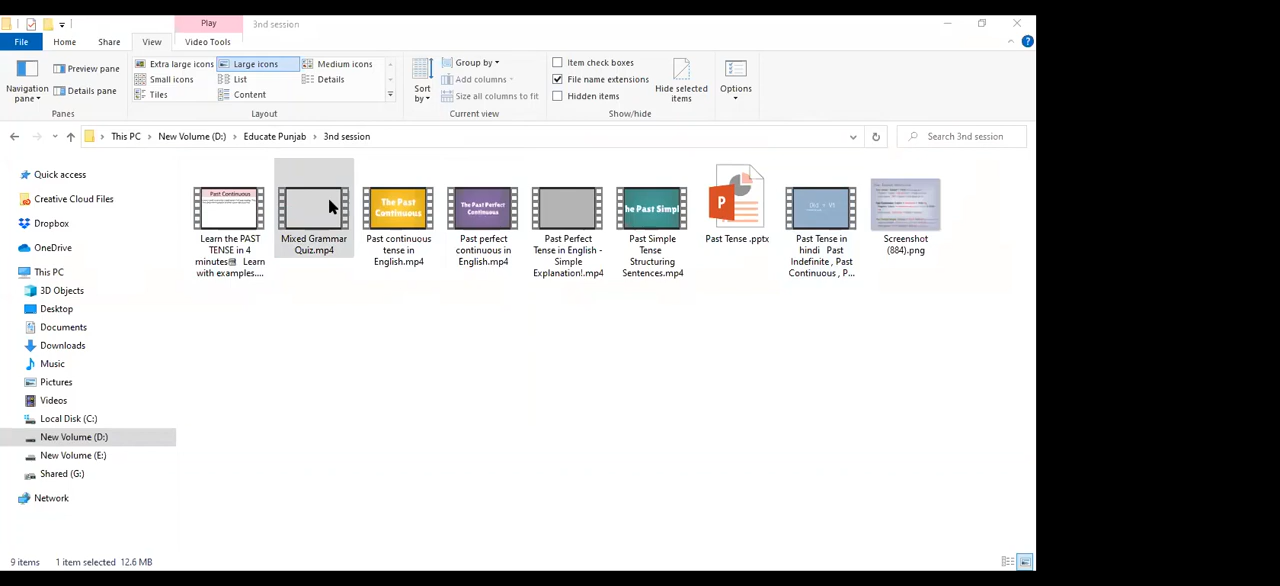 Play
3nd session
File
Home
Share
View
Video Tools
Navigation
pane
Preview pane
Details pane
Panes
Extra large icons
Large icons
Medium icons
Small icons
List
Details
Tiles
Content
Layout
Sort
by
Group by
Add columns
Size all columns to fit
Current view
Item check boxes
File name extensions
Hidden items
Hide selected
items
Show/hide
Options
This PC
New Volume (D:)
Educate Punjab
3nd session
Search 3nd session
Quick access
Creative Cloud Files
Dropbox
OneDrive
This PC
3D Objects
Desktop
Documents
Downloads
Music
Pictures
Videos
Local Disk (C:)
New Volume (D:)
New Volume (E:)
Shared (G:)
Network
Past Continuous
Learn the PAST
TENSE in 4
minutes Learn
with examples....
Mixed Grammar
Quiz.mp4
The Past
Continuous
Past continuous
tense in
English.mp4
The Past Perfect
Continuous
Past perfect
continuous in
English.mp4
Past Perfect
Tense in English -
Simple
Explanation!.mp4
he Past Simpl
Past Simple
Tense
Structuring
Sentences.mp4
P
Past Tense .pptx
Past Tense in
hindi Past
Indefinite , Past
Continuous , P...
Screenshot
(884).png
9 items
1 item selected 12.6 MB